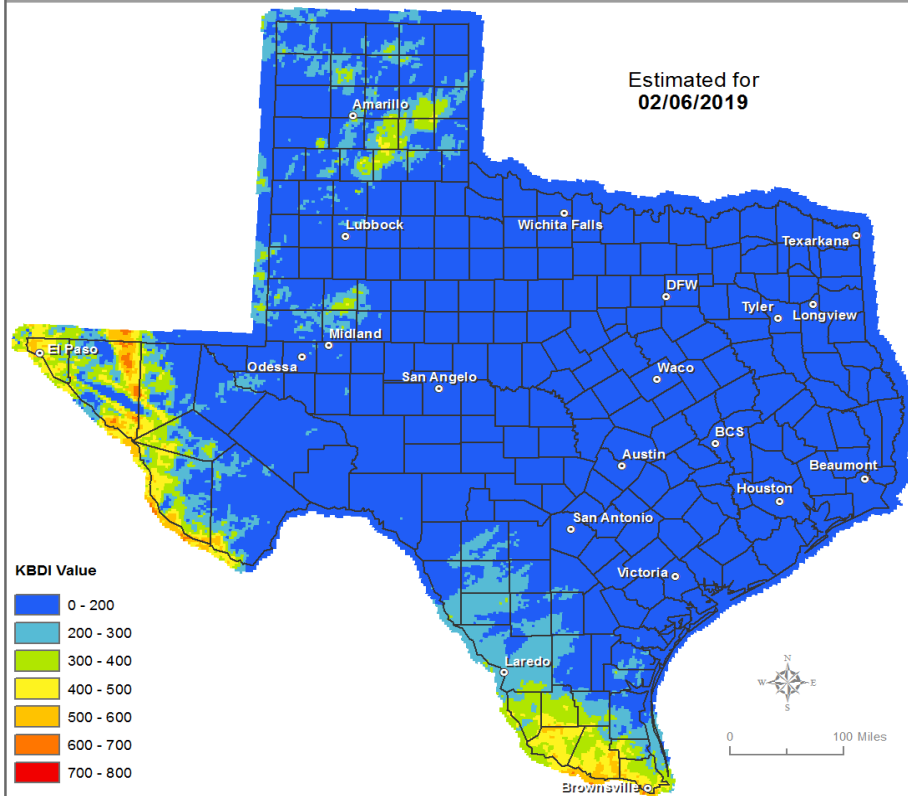 Estimated for
02/06/2019
Amarillo
Lubbock
Wichita Falls
Texarkana
DFW
Tyler
Longview
Midland
El Paso
Odessa
San Angelo
Waco
BCS
Austin
Beaumont
Houston
San Antonio
Victoria
Laredo
Brownsville
KBDI Value
0 - 200
200 - 300
300 - 400
400 - 500
500 - 600
600 - 700
700 - 800
N
W E
S
0 100 Miles